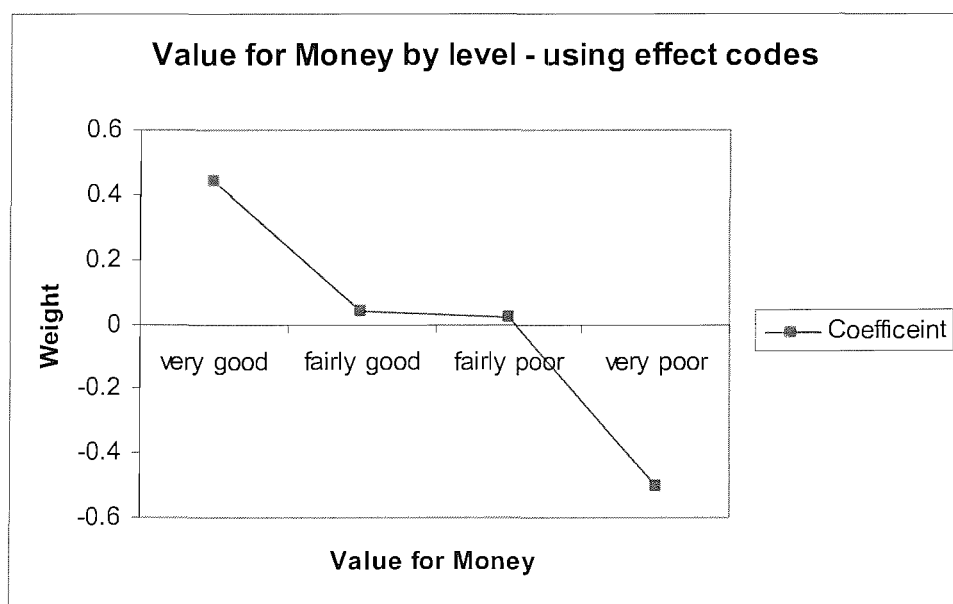 Value for Money by level - using effect codes
0.6
0.4
0.2
0
-0.2
-0.4
-0.6
Weight
very good fairly good fairly poor very poor
Value for Money
Coefficeint